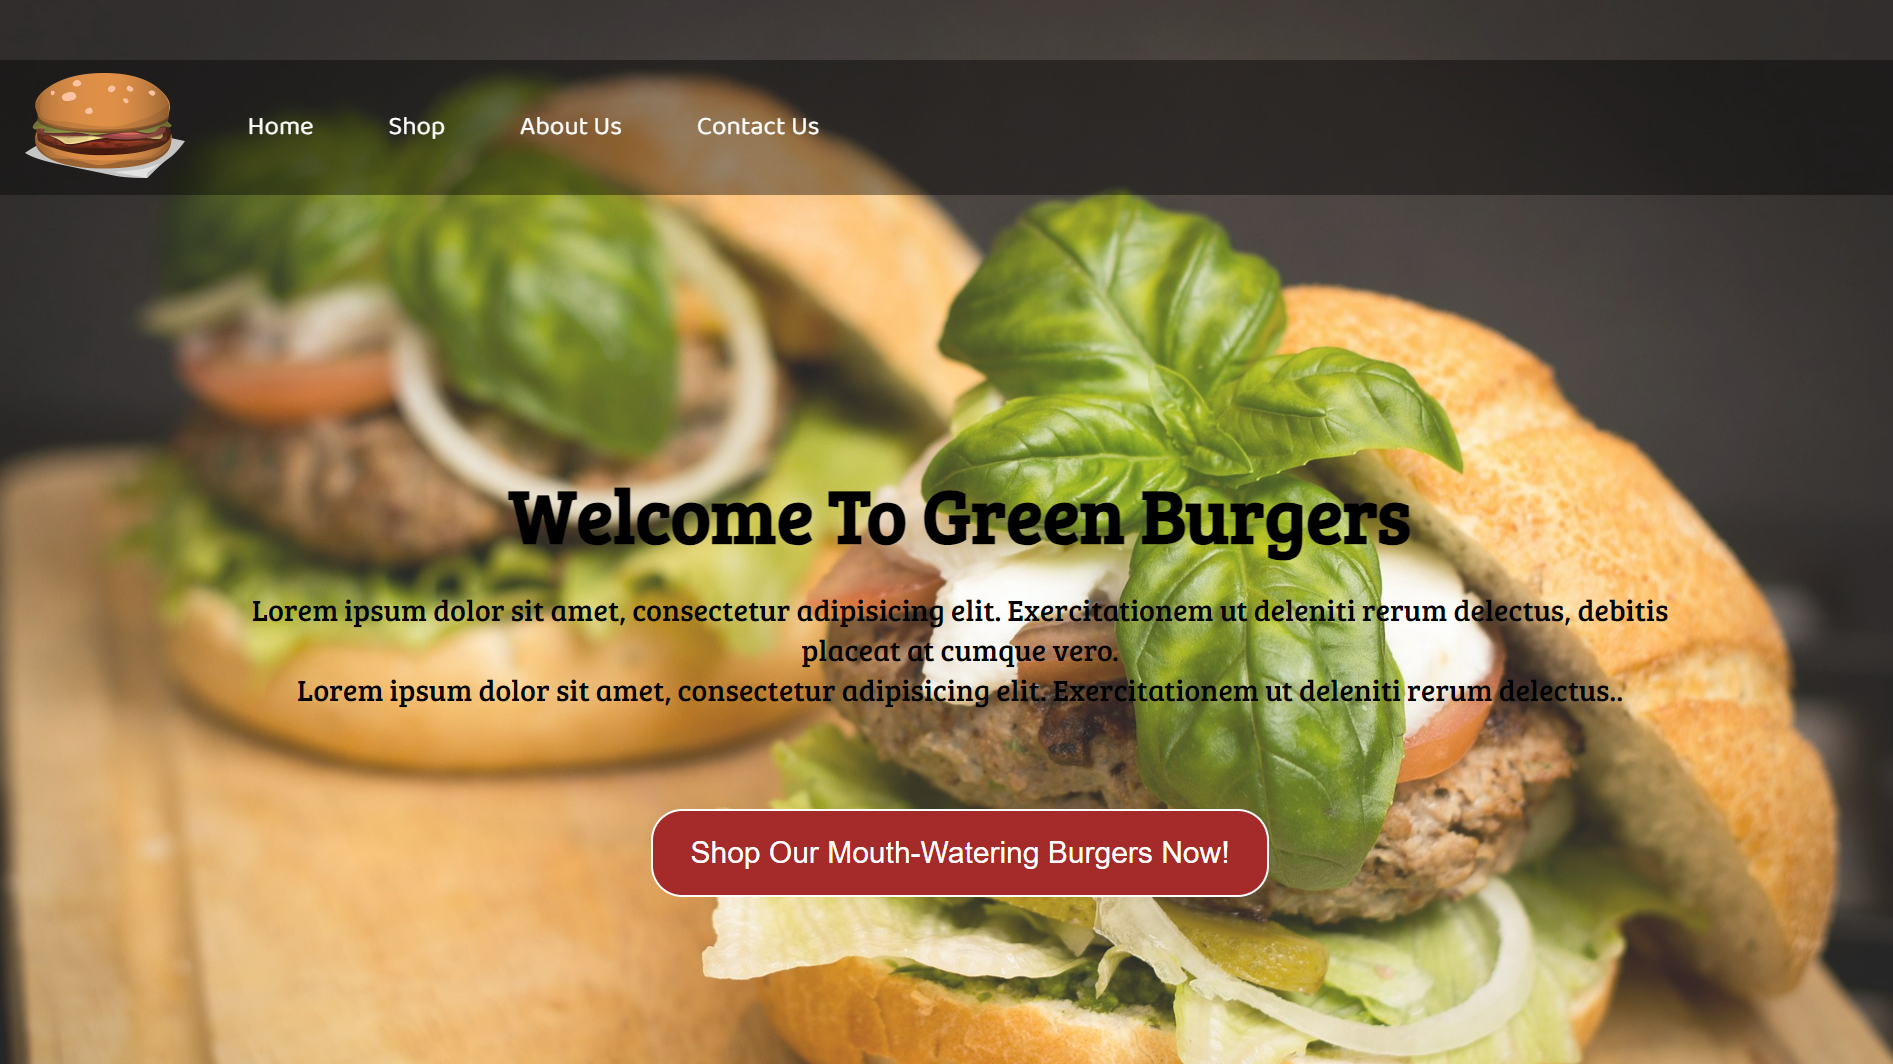 Home Shop About Us Contact Us
Welcome To Green Burgers
Lorem ipsum dolor sit amet, consectetur adipisicing elit. Exercitationem ut deleniti rerum delectus, debitis
placeat at cumque vero.
Lorem ipsum dolor sit amet, consectetur adipisicing elit. Exercitationem ut deleniti rerum delectus..
Shop Our Mouth-Watering Burgers Now!